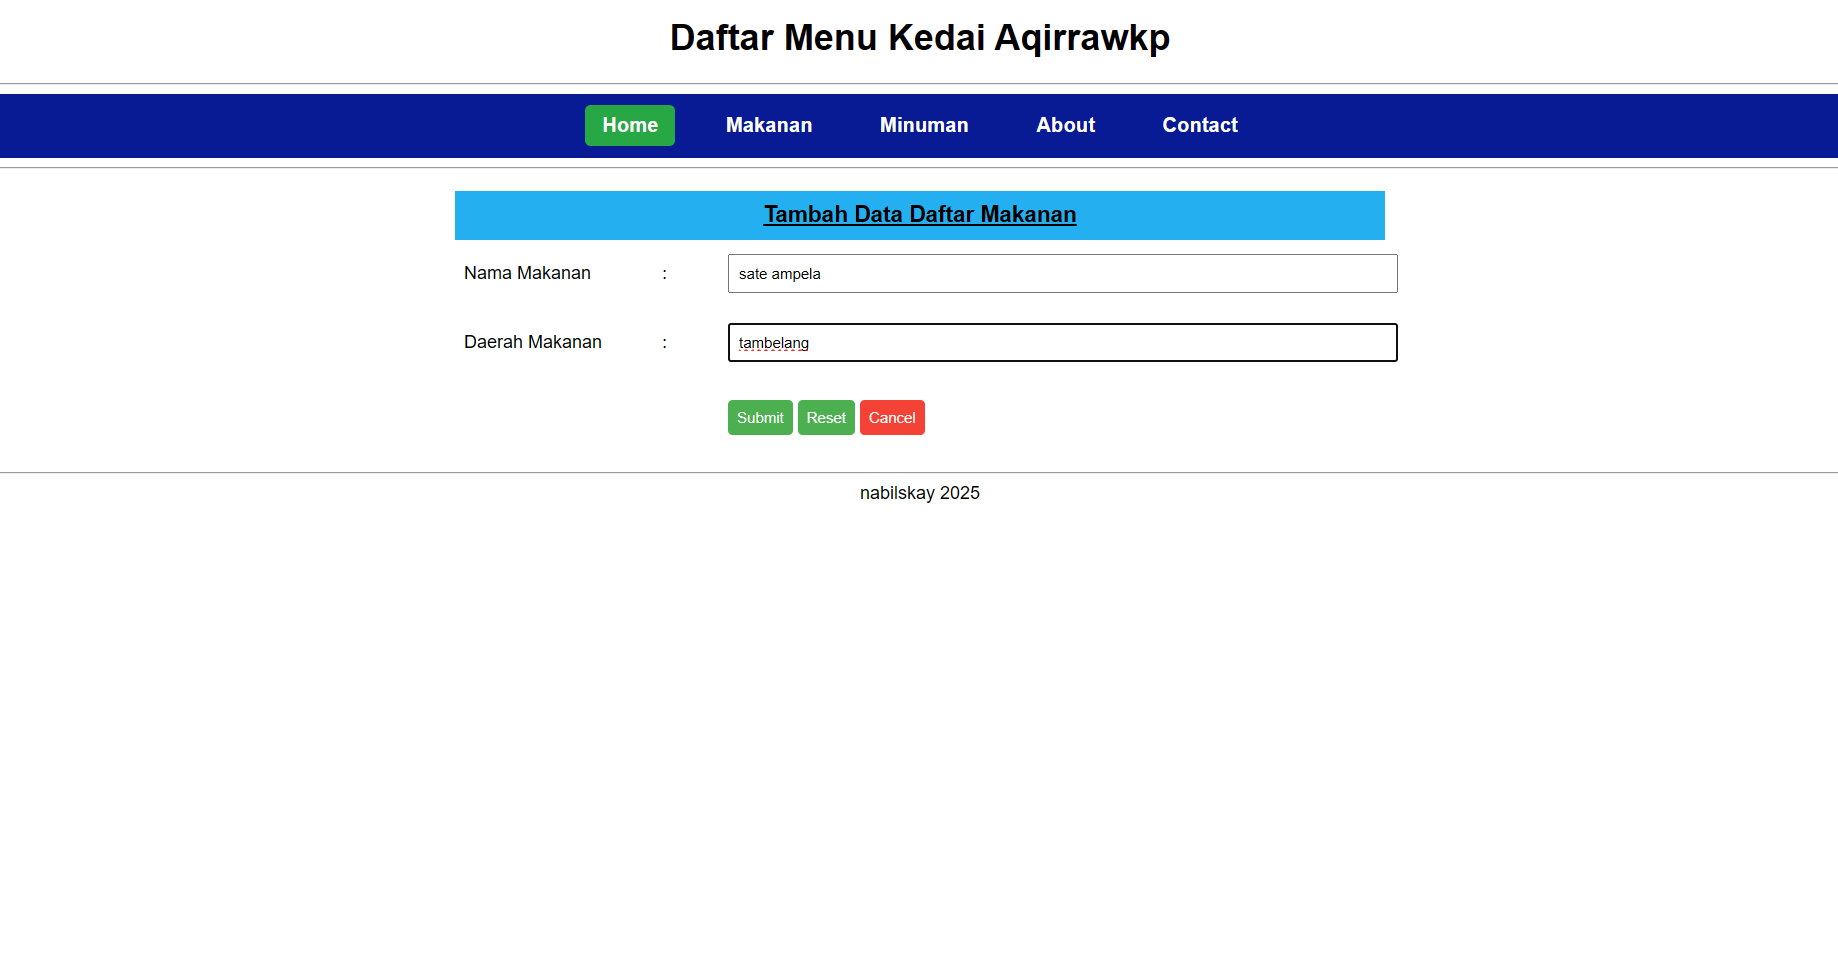 Daftar Menu Kedai Aqirrawkp
Home Makanan Minuman About Contact
Tambah Data Daftar Makanan
Nama Makanan : sate ampela
Daerah Makanan : tambelang
Submit Reset Cancel
nabilskay 2025